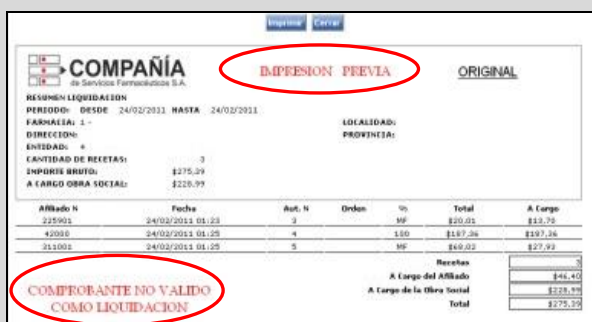 Imprimir Cerrar
COMPAÑÍA
de Servicios Farmacéuticos S.A.
IMPRESION PREVIA
ORIGINAL
RESUMEN LIQUIDACION
PERIODO: DESDE 24/02/2011 HASTA 24/02/2011
FARMACIA: 1 - LOCALIDAD:
DIRECCION: PROVINCIA:
ENTIDAD: 4
CANTIDAD DE RECETAS: 3
IMPORTE BRUTO: $275,39
A CARGO OBRA SOCIAL: $228,99
Afiliado N Fecha Aut. N Orden % Total A Cargo
225901 24/02/2011 01:23 3 MF $20,01 $13,70
42000 24/02/2011 01:25 4 100 $187,36 $187,36
311001 24/02/2011 01:25 5 MF $68,02 $27,93
Recetas 3
A Cargo del Afiliado $46,40
A Cargo de la Obra Social $228,99
Total $275,39
COMPROBANTE NO VALIDO
COMO LIQUIDACION